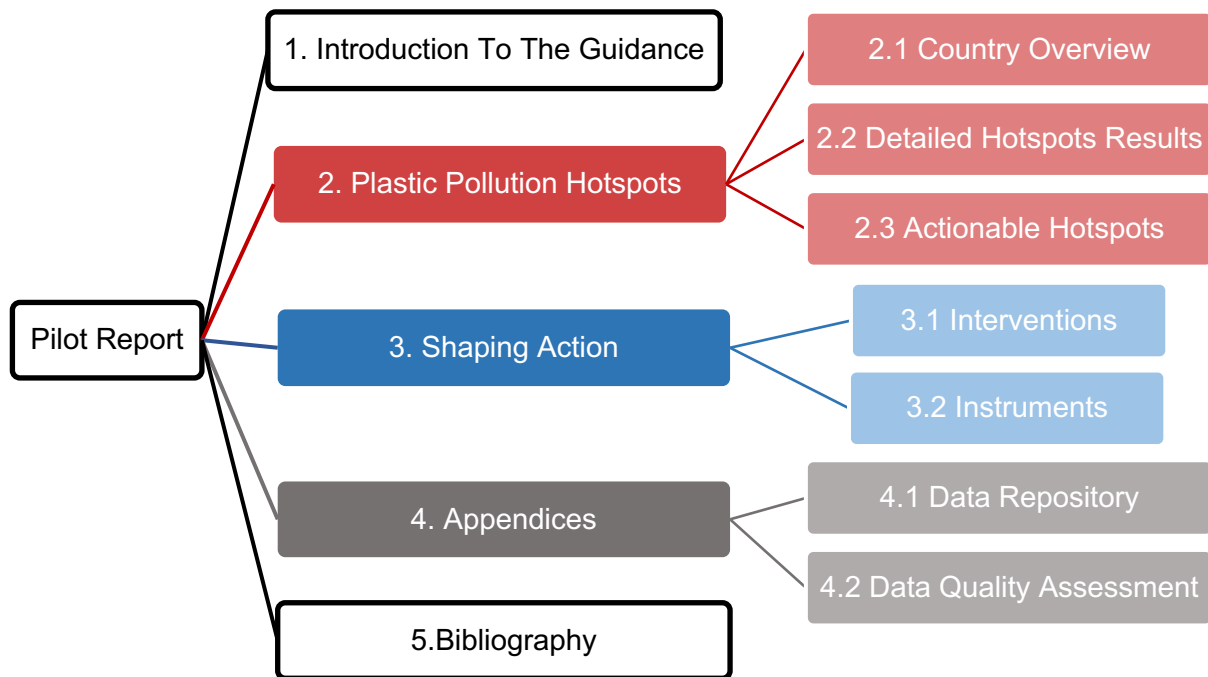 Pilot Report
1. Introduction To The Guidance
2. Plastic Pollution Hotspots
2.1 Country Overview
2.2 Detailed Hotspots Results
2.3 Actionable Hotspots
3. Shaping Action
3.1 Interventions
3.2 Instruments
4. Appendices
4.1 Data Repository
4.2 Data Quality Assessment
5.Bibliography